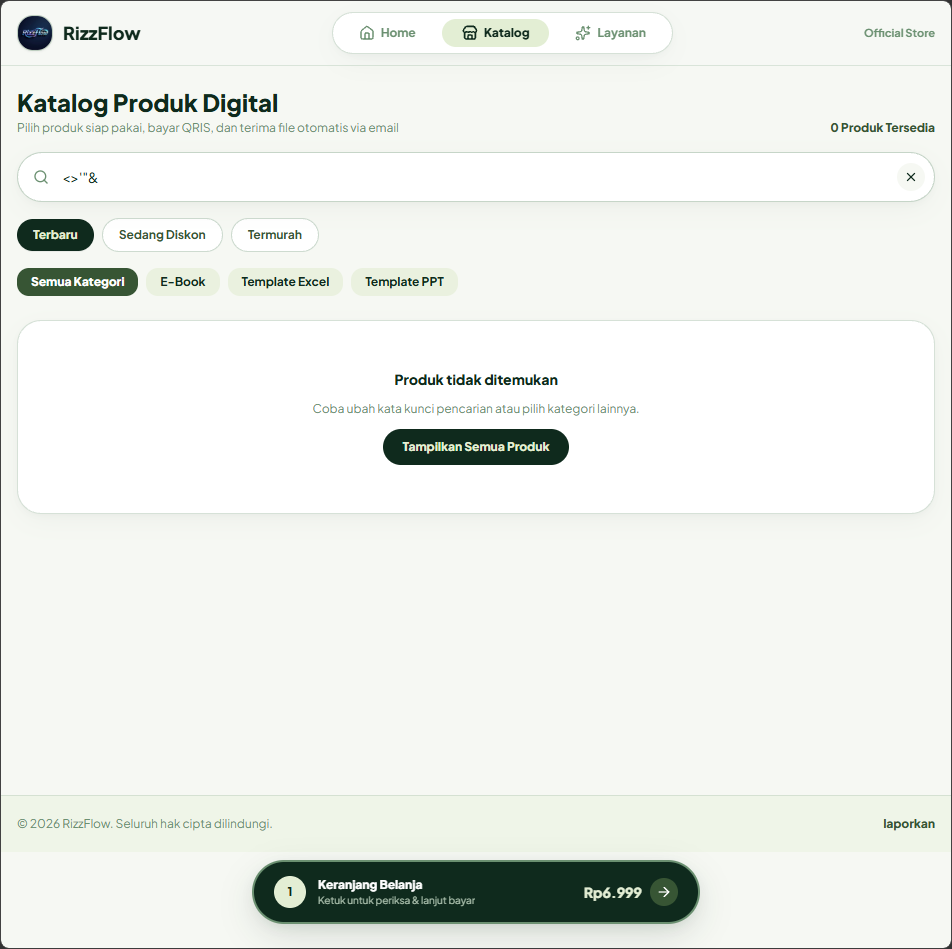 RizzFlow
RizzFlow
Home
Katalog
Layanan
Official Store
Katalog Produk Digital
Pilih produk siap pakai, bayar QRIS, dan terima file otomatis via email
0 Produk Tersedia
<>'"&
Terbaru
Sedang Diskon
Termurah
Semua Kategori
E-Book
Template Excel
Template PPT
Produk tidak ditemukan
Coba ubah kata kunci pencarian atau pilih kategori lainnya.
Tampilkan Semua Produk
© 2026 RizzFlow. Seluruh hak cipta dilindungi.
laporkan
1
Keranjang Belanja
Ketuk untuk periksa & lanjut bayar
Rp6.999